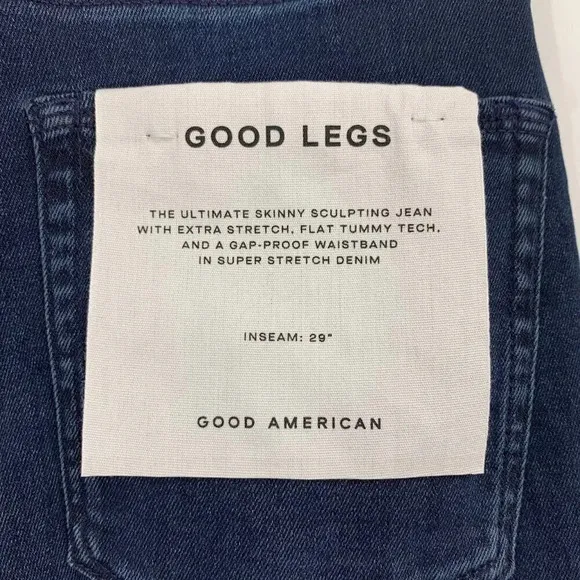 GOOD LEGS
THE ULTIMATE SKINNY SCULPTING JEAN
WITH EXTRA STRETCH, FLAT TUMMY TECH,
AND A GAP-PROOF WAISTBAND
IN SUPER STRETCH DENIM
INSEAM: 29"
GOOD AMERICAN